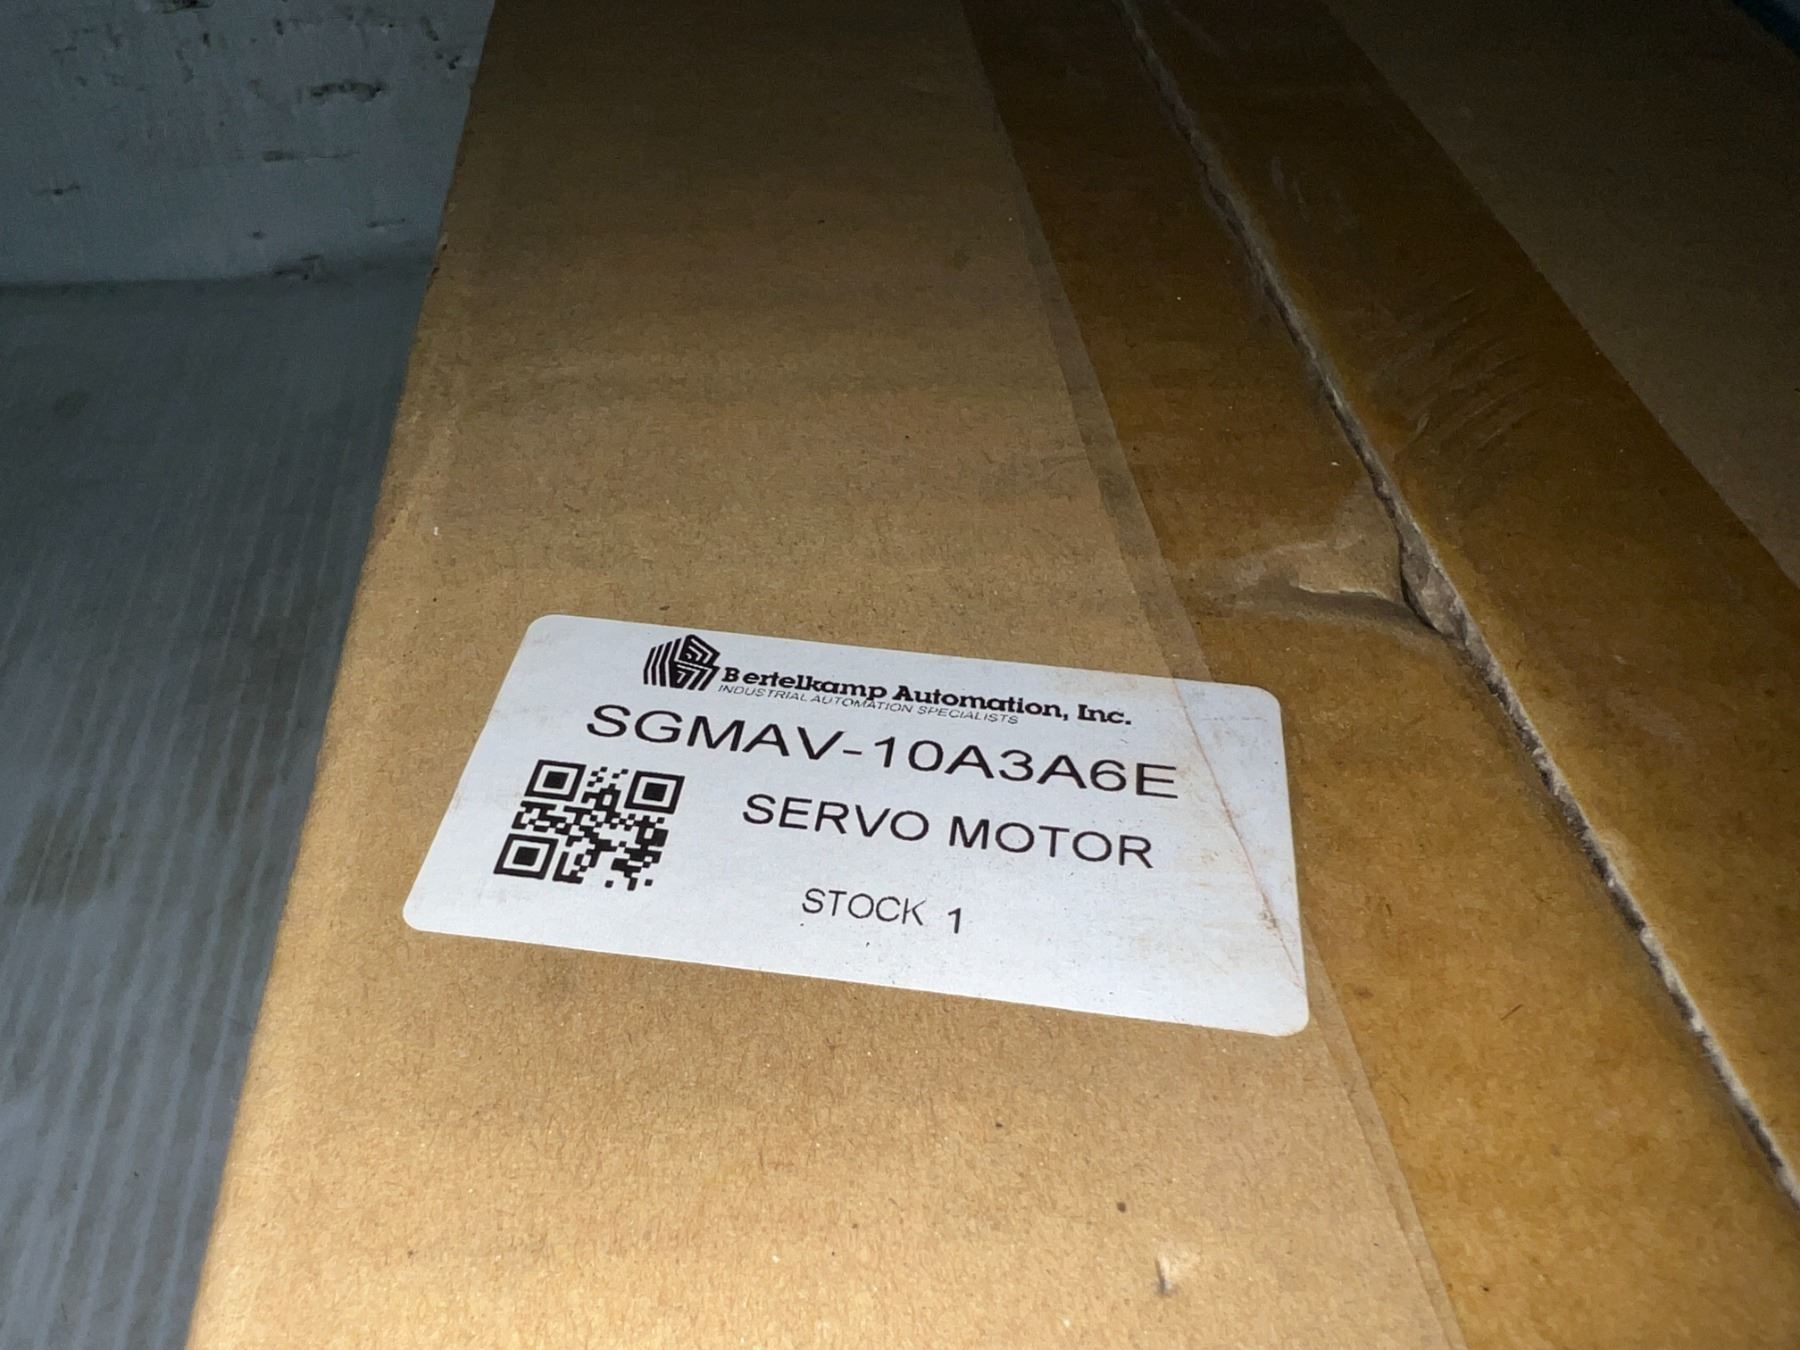 Bertelkamp Automation, Inc.
INDUSTRIAL AUTOMATION SPECIALISTS
SGMAV-10A3A6E
SERVO MOTOR
STOCK 1